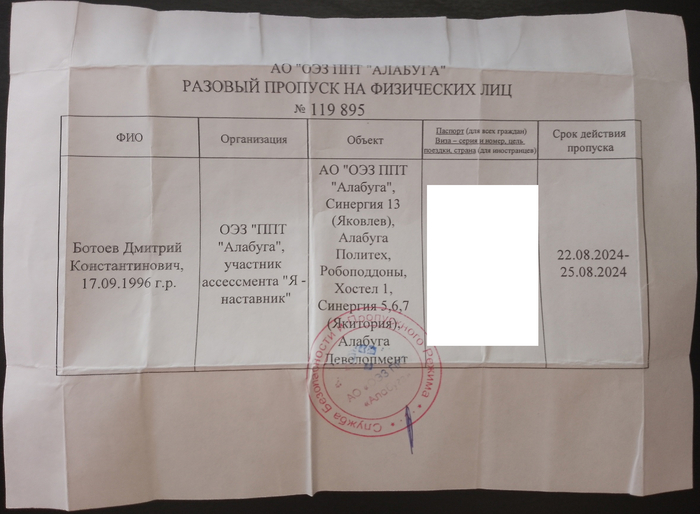 АО "ОЭЗ ППТ "АЛАБУГА"
РАЗОВЫЙ ПРОПУСК НА ФИЗИЧЕСКИХ ЛИЦ
№ 119 895
ФИО
Организация
Объект
Паспорт (для всех граждан)
Виза – серия и номер, цель,
поездки, страна (для иностранцев)
Срок действия
пропуска
Ботоев Дмитрий
Константинович,
17.09.1996 г.р.
ОЭЗ "ППТ
"Алабуга",
участник
ассессмента "Я -
наставник"
АО "ОЭЗ ППТ
"Алабуга",
Синергия 13
(Яковлев),
Алабуга
Политех,
Робоподдоны,
Хостел 1,
Синергия 5,6,7
(Якитория),
Алабуга
Девелопмент
22.08.2024-
25.08.2024
Служба Безопасности и Пропускного Режима
АО «ОЭЗ
«Алабуга»